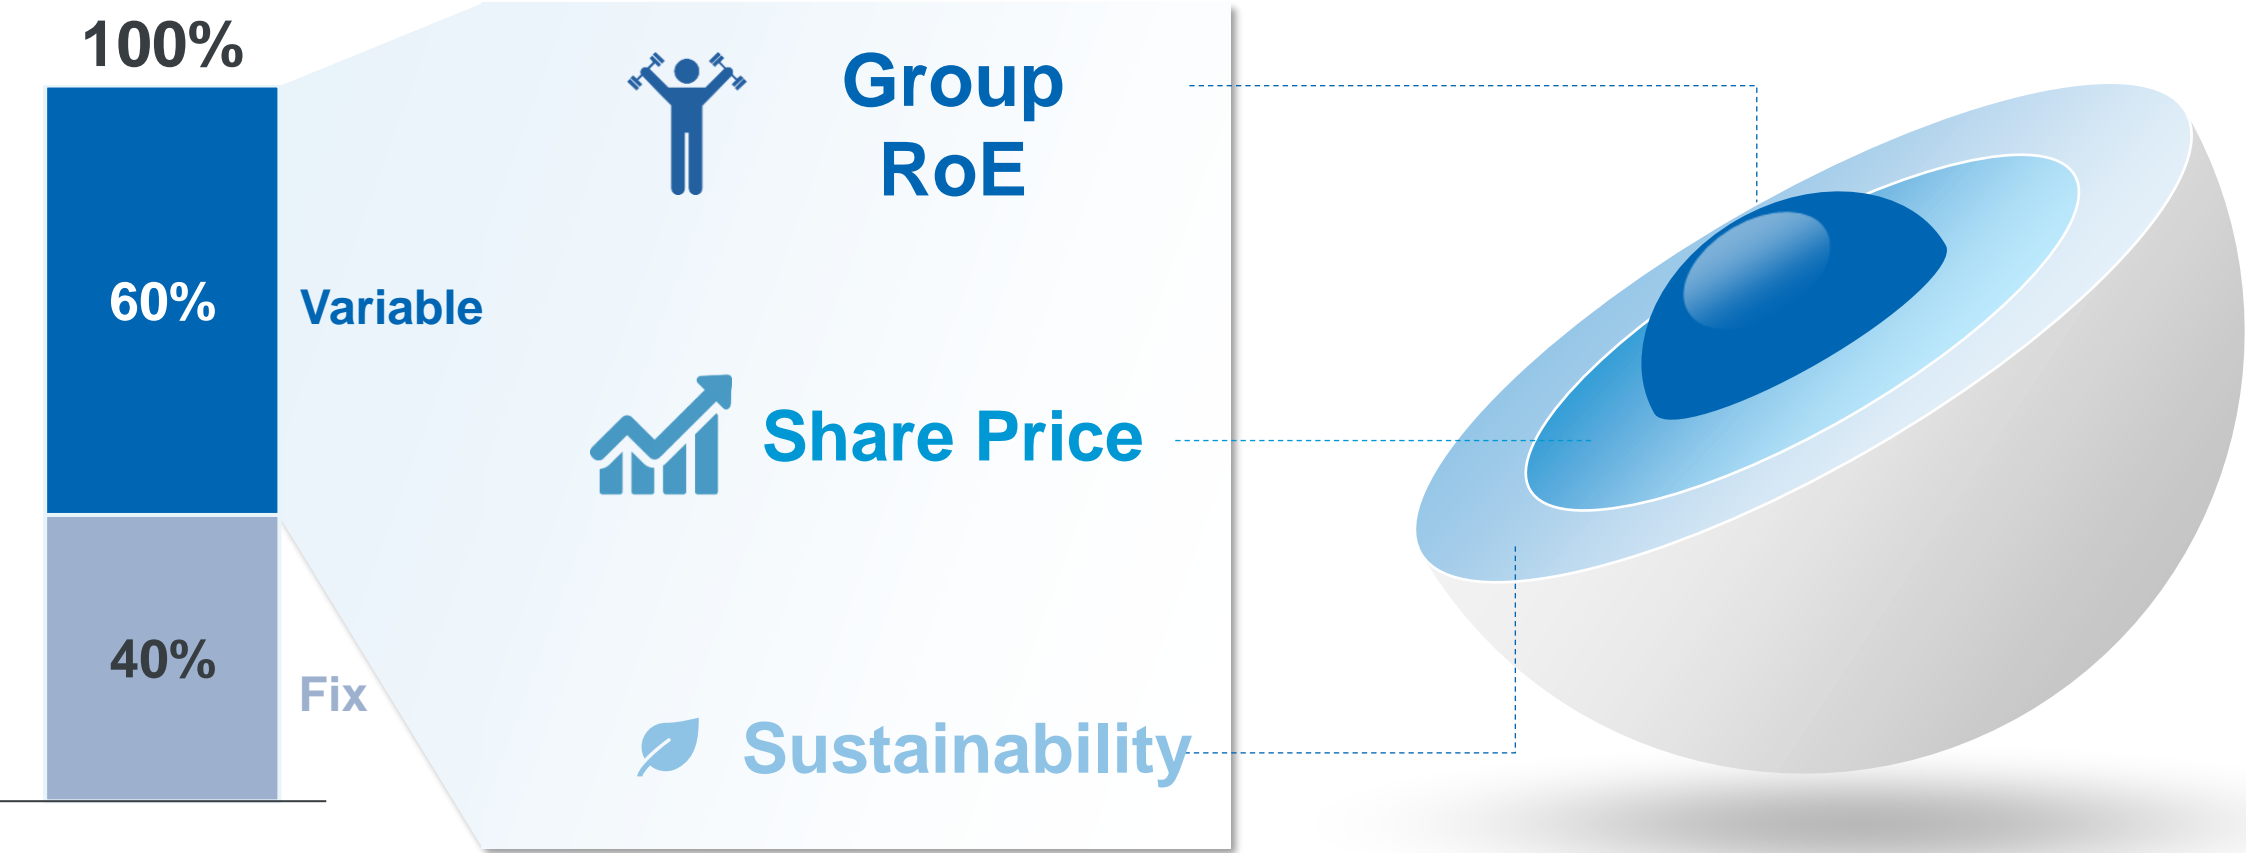 100%
60%
Variable
40%
Fix
Group
RoE
Share Price
Sustainability